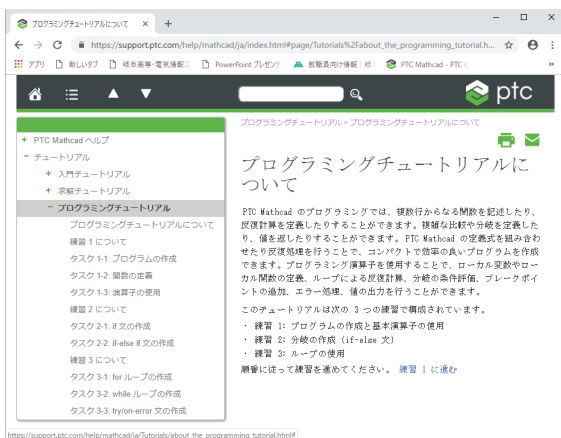 プログラミングチュートリアルについて
https://support.ptc.com/help/mathcad/ja/index.html#page/Tutorials%2Fabout_the_programming_tutorial.h...
アプリ 新しいタブ 岐阜高専-電気情報 PowerPoint プレゼンテ- 教職員向け情報 | 岐 PTC Mathcad - PTC C
ptc
+ PTC Mathcad ヘルプ
− チュートリアル
+ 入門チュートリアル
+ 求解チュートリアル
− プログラミングチュートリアル
プログラミングチュートリアルについて
練習 1 について
タスク 1-1: プログラムの作成
タスク 1-2: 関数の定義
タスク 1-3: 演算子の使用
練習 2 について
タスク 2-1: if 文の作成
タスク 2-2: if-else if 文の作成
練習 3 について
タスク 3-1: for ループの作成
タスク 3-2: while ループの作成
タスク 3-3: try/on-error 文の作成
プログラミングチュートリアル > プログラミングチュートリアルについて
プログラミングチュートリアルに
ついて
PTC Mathcad のプログラミングでは、複数行からなる関数を記述したり、
反復計算を定義したりすることができます。複雑な比較や分岐を定義した
り、値を返したりすることができます。PTC Mathcad の定義式を組み合わ
せたり反復処理を行うことで、コンパクトで効率の良いプログラムを作成
できます。プログラミング演算子を使用することで、ローカル変数やロー
カル関数の定義、ループによる反復計算、分岐の条件評価、ブレークポイ
ントの追加、エラー処理、値の出力を行うことができます。
このチュートリアルは次の 3 つの練習で構成されています。
・ 練習 1: プログラムの作成と基本演算子の使用
・ 練習 2: 分岐の作成 (if-else 文)
・ 練習 3: ループの使用
順番に従って練習を進めてください。 練習 1 に進む
https://support.ptc.com/help/mathcad/ja/Tutorials/about_the_programming_tutorial.html#